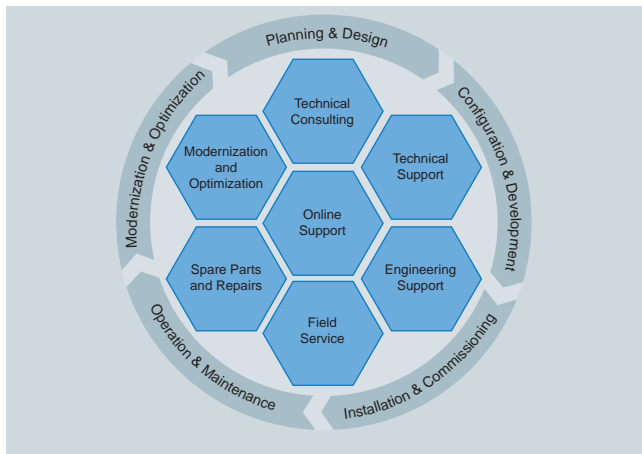 Planning & Design
Configuration & Development
Installation & Commissioning
Operation & Maintenance
Modernization & Optimization
Technical
Consulting
Modernization
and
Optimization
Technical
Support
Online
Support
Spare Parts
and Repairs
Engineering
Support
Field
Service